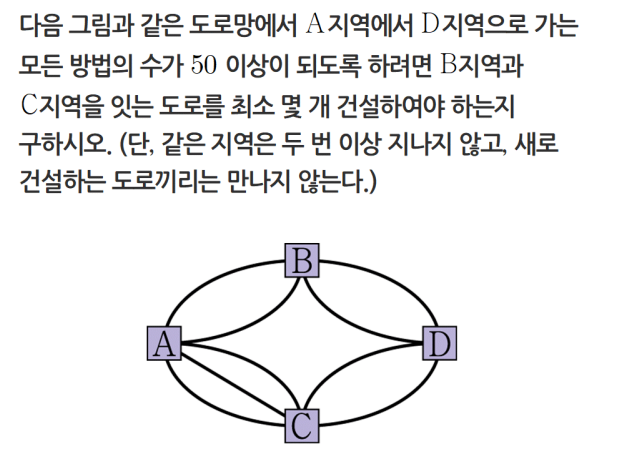 다음 그림과 같은 도로망에서 A지역에서 D지역으로 가는
모든 방법의 수가 50 이상이 되도록 하려면 B지역과
C지역을 잇는 도로를 최소 몇 개 건설하여야 하는지
구하시오. (단, 같은 지역은 두 번 이상 지나지 않고, 새로
건설하는 도로끼리는 만나지 않는다.)
B
A
D
C